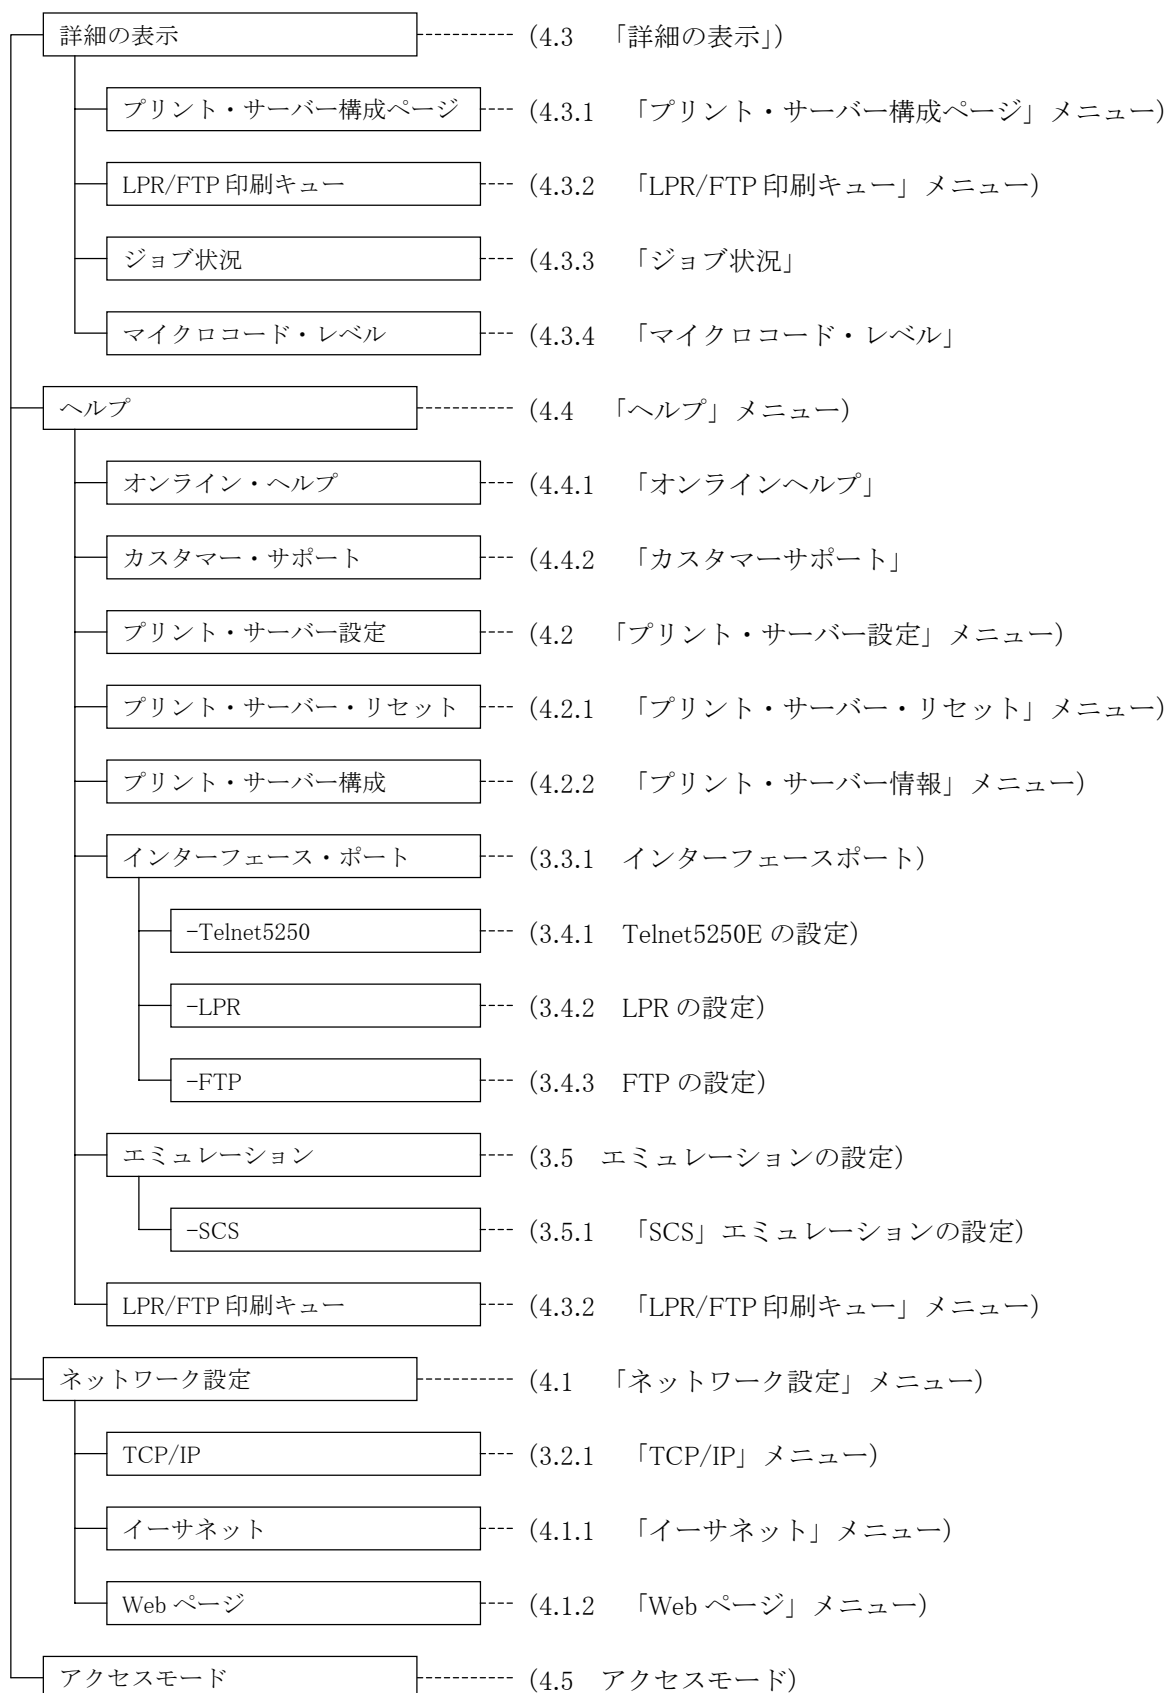 詳細の表示 (4.3 「詳細の表示」)
プリント・サーバー構成ページ (4.3.1 「プリント・サーバー構成ページ」メニュー)
LPR/FTP 印刷キュー (4.3.2 「LPR/FTP 印刷キュー」メニュー)
ジョブ状況 (4.3.3 「ジョブ状況」
マイクロコード・レベル (4.3.4 「マイクロコード・レベル」
ヘルプ (4.4 「ヘルプ」メニュー)
オンライン・ヘルプ (4.4.1 「オンラインヘルプ」
カスタマー・サポート (4.4.2 「カスタマーサポート」
プリント・サーバー設定 (4.2 「プリント・サーバー設定」メニュー)
プリント・サーバー・リセット (4.2.1 「プリント・サーバー・リセット」メニュー)
プリント・サーバー構成 (4.2.2 「プリント・サーバー情報」メニュー)
インターフェース・ポート (3.3.1 インターフェースポート)
-Telnet5250 (3.4.1 Telnet5250E の設定)
-LPR (3.4.2 LPR の設定)
-FTP (3.4.3 FTP の設定)
エミュレーション (3.5 エミュレーションの設定)
-SCS (3.5.1 「SCS」エミュレーションの設定)
LPR/FTP 印刷キュー (4.3.2 「LPR/FTP 印刷キュー」メニュー)
ネットワーク設定 (4.1 「ネットワーク設定」メニュー)
TCP/IP (3.2.1 「TCP/IP」メニュー)
イーサネット (4.1.1 「イーサネット」メニュー)
Web ページ (4.1.2 「Web ページ」メニュー)
アクセスモード (4.5 アクセスモード)